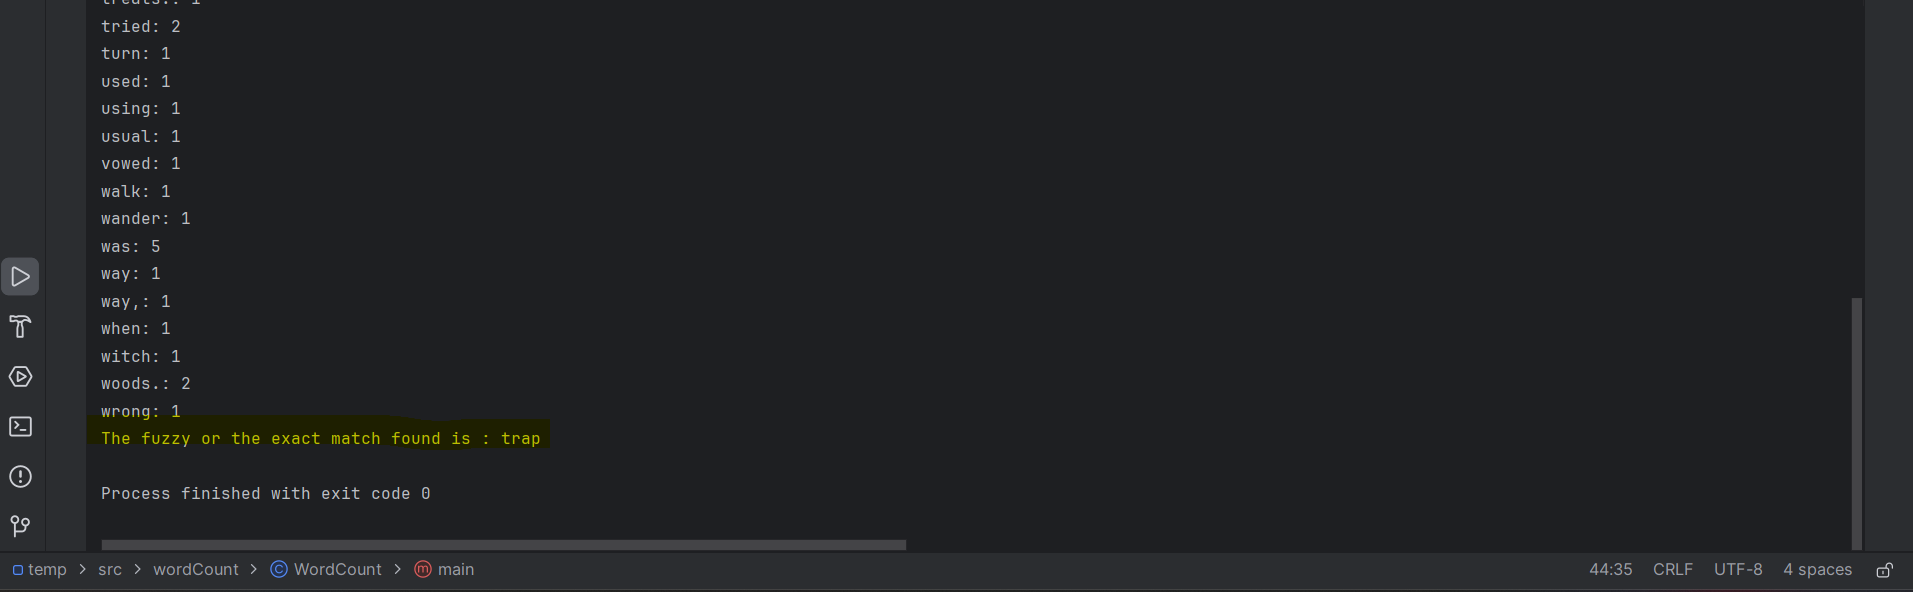 treats.: 1
tried: 2
turn: 1
used: 1
using: 1
usual: 1
vowed: 1
walk: 1
wander: 1
was: 5
way: 1
way,: 1
when: 1
witch: 1
woods.: 2
wrong: 1
The fuzzy or the exact match found is : trap
Process finished with exit code 0
temp > src > wordCount > WordCount > main 44:35 CRLF UTF-8 4 spaces